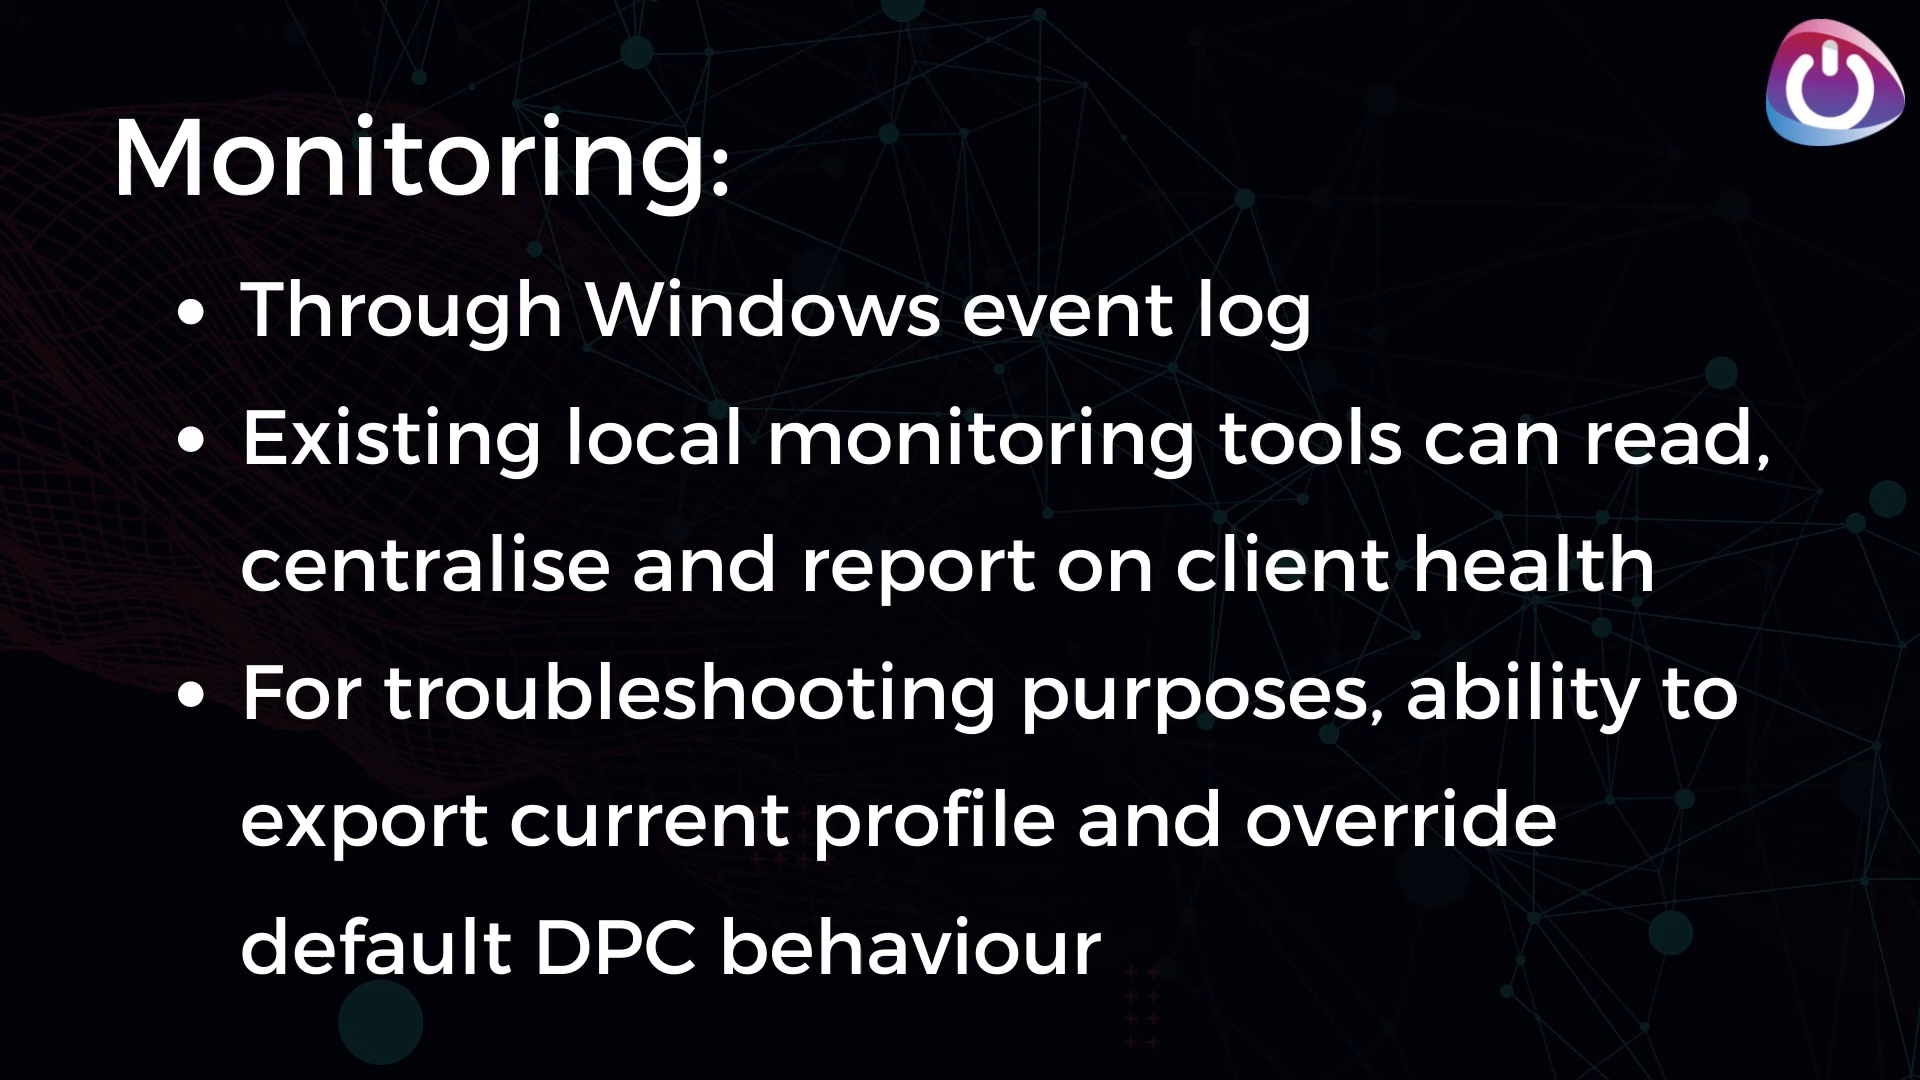 Monitoring:
• Through Windows event log
• Existing local monitoring tools can read,
centralise and report on client health
• For troubleshooting purposes, ability to
export current profile and override
default DPC behaviour